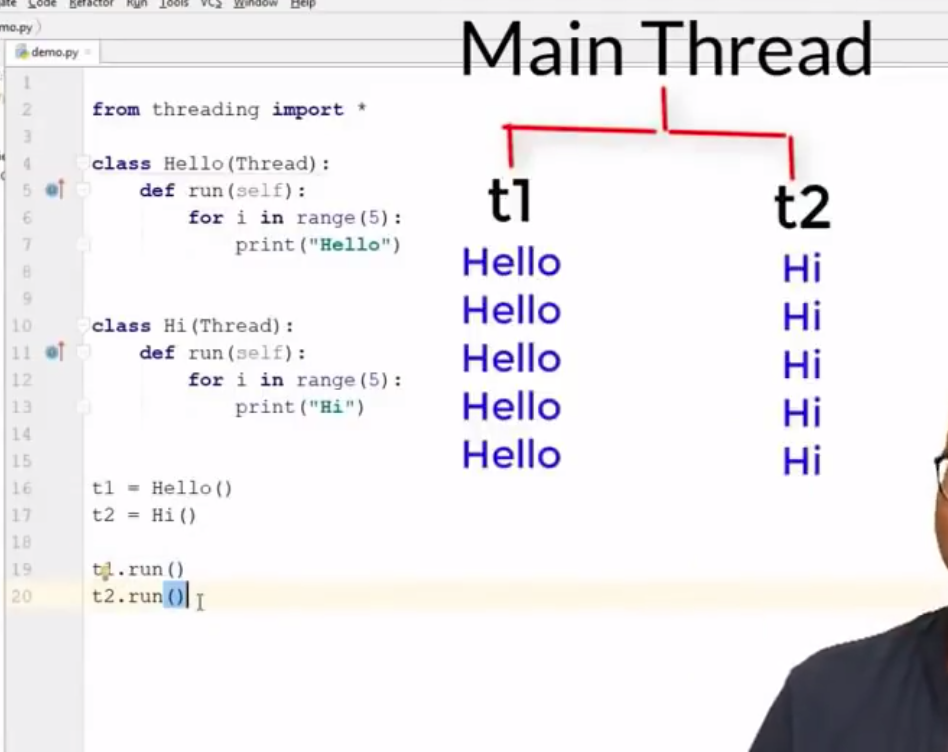 Code Refactor Run Tools VCS Window Help
demo.py
Main Thread
t1 t2
Hello Hi
Hello Hi
Hello Hi
Hello Hi
Hello Hi
1
2 from threading import *
3
4 class Hello(Thread):
5 def run(self):
6 for i in range(5):
7 print("Hello")
8
9
10 class Hi(Thread):
11 def run(self):
12 for i in range(5):
13 print("Hi")
14
15
16 t1 = Hello()
17 t2 = Hi()
18
19 t1.run()
20 t2.run()